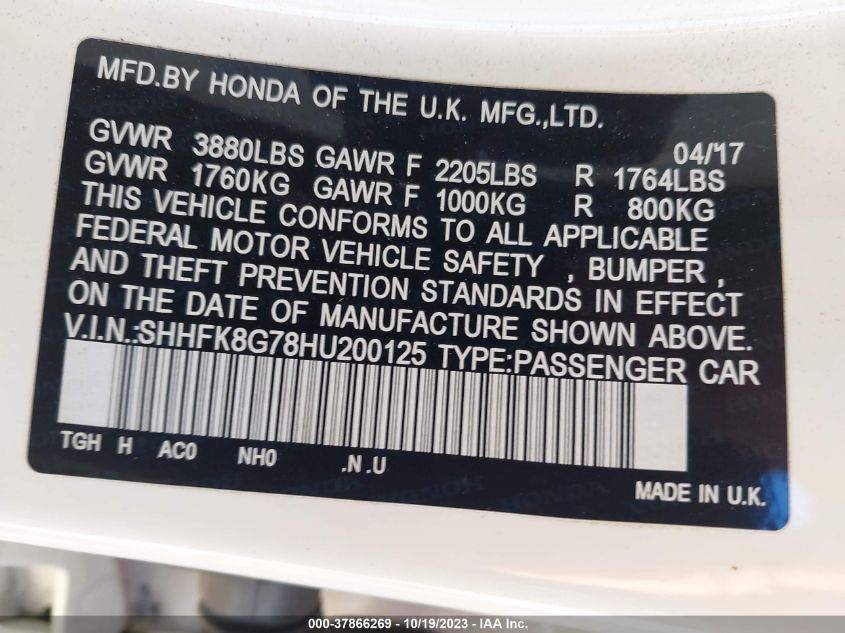 MFD.BY HONDA OF THE U.K. MFG.,LTD.
04/17
GVWR 3880LBS GAWR F 2205LBS R 1764LBS
GVWR 1760KG GAWR F 1000KG R 800KG
THIS VEHICLE CONFORMS TO ALL APPLICABLE
FEDERAL MOTOR VEHICLE SAFETY , BUMPER ,
AND THEFT PREVENTION STANDARDS IN EFFECT
ON THE DATE OF MANUFACTURE SHOWN ABOVE.
V.I.N.:SHHFK8G78HU200125 TYPE:PASSENGER CAR
TGH H AC0 NH0 .N .U
MADE IN U.K.
000-37866269 - 10/19/2023 - IAA Inc.